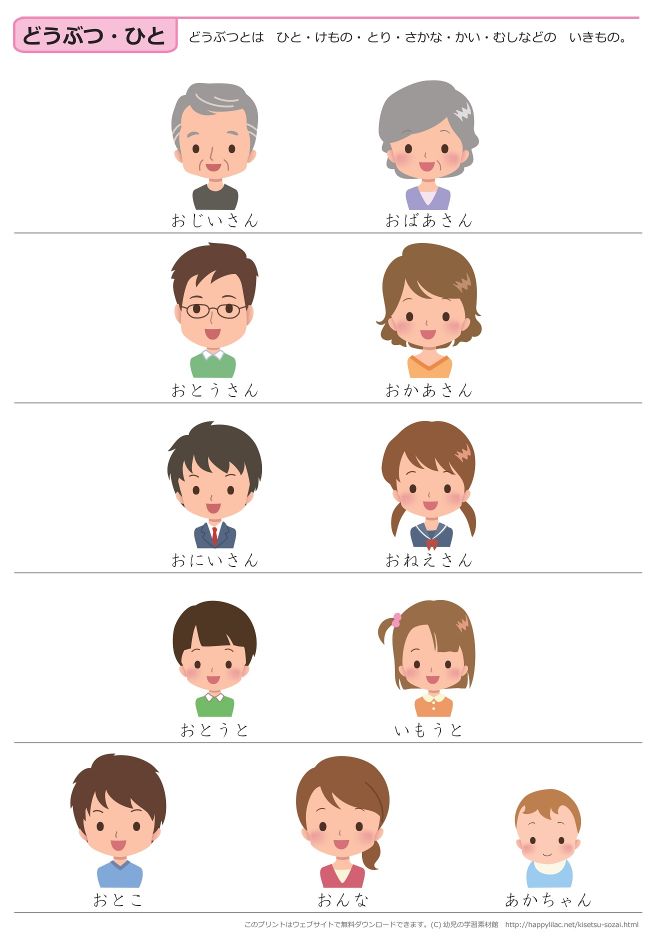 どうぶつ・ひと
どうぶつとは　ひと・けもの・とり・さかな・かい・むしなどの　いきもの。
おじいさん
おばあさん
おとうさん
おかあさん
おにいさん
おねえさん
おとうと
いもうと
おとこ
おんな
あかちゃん
このプリントはウェブサイトで無料ダウンロードできます。(C) 幼児の学習素材館　http://happylilac.net/kisetsu-sozai.html